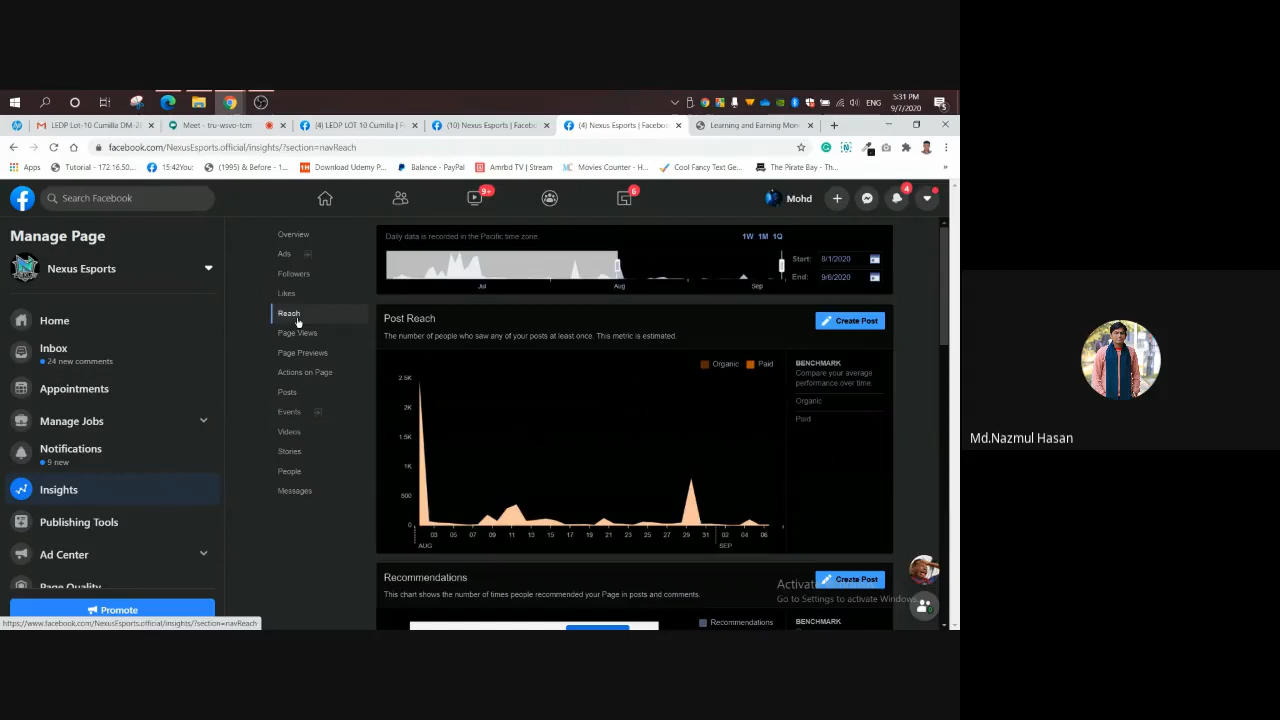 5:31 PM
ENG
9/7/2020
LEDP Lot-10 Cumilla DM-2
Meet - tru-wsvo-tcm
(4) LEDP LOT 10 Cumilla | F
(10) Nexus Esports | Facebo
(4) Nexus Esports | Facebo
Learning and Earning Mon
facebook.com/NexusEsports.official/insights/?section=navReach
Apps
Tutorial - 172.16.50...
15:42You:
(1995) & Before - 1...
Download Udemy P...
Balance - PayPal
Amrbd TV | Stream
Movies Counter - H...
Cool Fancy Text Ge...
The Pirate Bay - Th...
Search Facebook
9+
6
Mohd
4
Manage Page
Nexus Esports
Home
Inbox
24 new comments
Appointments
Manage Jobs
Notifications
9 new
Insights
Publishing Tools
Ad Center
Page Quality
Promote
https://www.facebook.com/NexusEsports.official/insights/?section=navReach
Overview
Ads
Followers
Likes
Reach
Page Views
Page Previews
Actions on Page
Posts
Events
Videos
Stories
People
Messages
Daily data is recorded in the Pacific time zone.
1W 1M 1Q
Start: 8/1/2020
End: 9/6/2020
Jul Aug Sep
Post Reach
Create Post
The number of people who saw any of your posts at least once. This metric is estimated.
Organic Paid
BENCHMARK
Compare your average
performance over time.
Organic
Paid
2.5K
2K
1.5K
1K
500
0
03 05 07 09 11 13 15 17 19 21 23 25 27 29 31 02 04 06
AUG SEP
Recommendations
Create Post
This chart shows the number of times people recommended your Page in posts and comments.
Recommendations
BENCHMARK
Activat
Go to Settings to activate Windows
Md.Nazmul Hasan